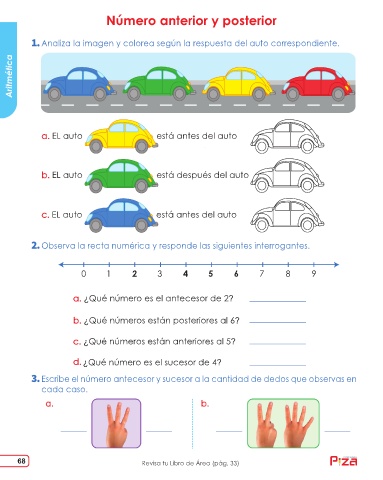 Número anterior y posterior
Aritmética
1. Analiza la imagen y colorea según la respuesta del auto correspondiente.
a. EL auto está antes del auto
b. EL auto está después del auto
c. EL auto está antes del auto
2. Observa la recta numérica y responde las siguientes interrogantes.
0 1 2 3 4 5 6 7 8 9
a. ¿Qué número es el antecesor de 2?
b. ¿Qué números están posteriores al 6?
c. ¿Qué números están anteriores al 5?
d. ¿Qué número es el sucesor de 4?
3. Escribe el número antecesor y sucesor a la cantidad de dedos que observas en
cada caso.
a. b.
68
Revisa tu Libro de Área (pág. 33)